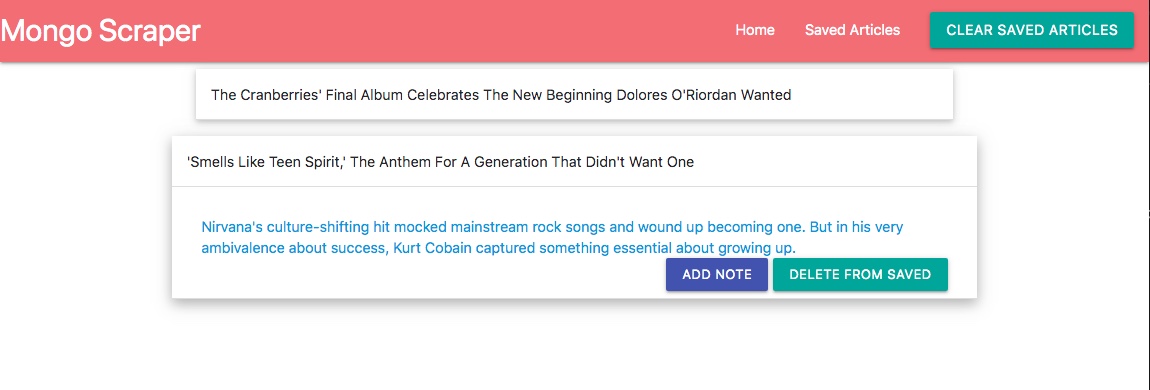 Mongo Scraper
Home
Saved Articles
CLEAR SAVED ARTICLES
The Cranberries' Final Album Celebrates The New Beginning Dolores O'Riordan Wanted
'Smells Like Teen Spirit,' The Anthem For A Generation That Didn't Want One
Nirvana's culture-shifting hit mocked mainstream rock songs and wound up becoming one. But in his very
ambivalence about success, Kurt Cobain captured something essential about growing up.
ADD NOTE
DELETE FROM SAVED